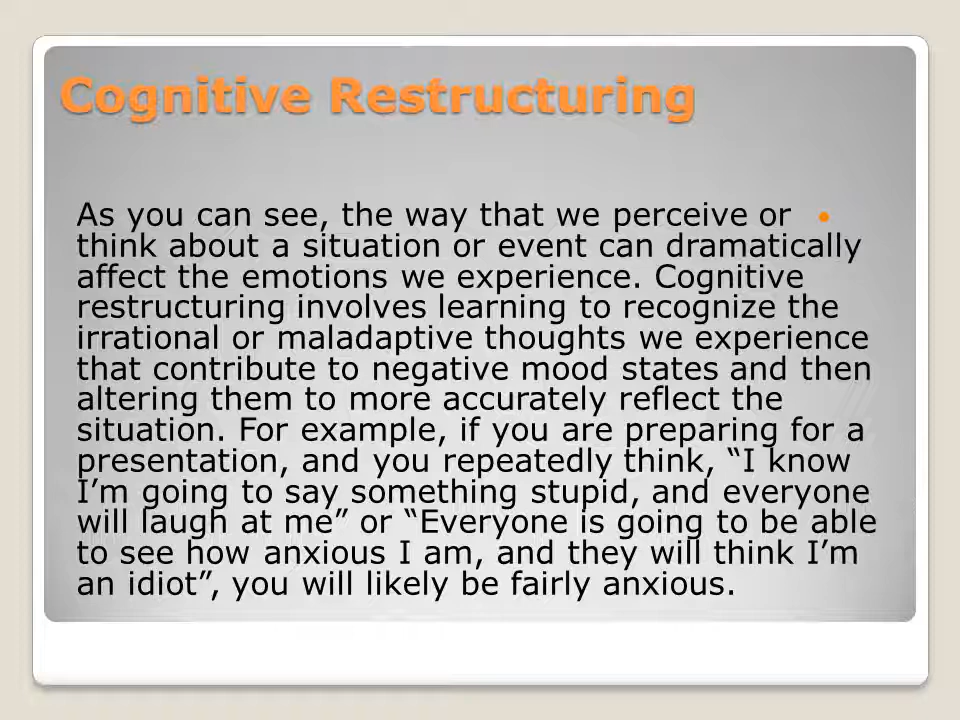 Cognitive Restructuring
As you can see, the way that we perceive or
think about a situation or event can dramatically
affect the emotions we experience. Cognitive
restructuring involves learning to recognize the
irrational or maladaptive thoughts we experience
that contribute to negative mood states and then
altering them to more accurately reflect the
situation. For example, if you are preparing for a
presentation, and you repeatedly think, “I know
I’m going to say something stupid, and everyone
will laugh at me” or “Everyone is going to be able
to see how anxious I am, and they will think I’m
an idiot”, you will likely be fairly anxious.